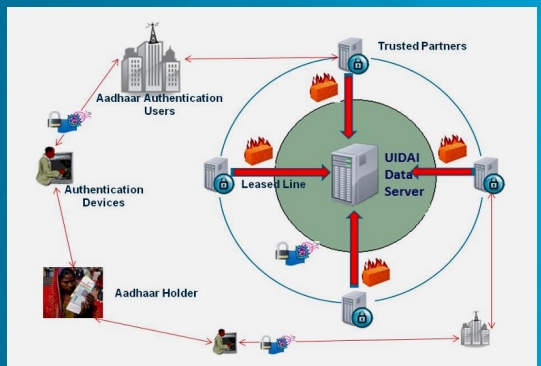 Trusted Partners
Aadhaar Authentication
Users
UIDAI
Data
Server
Leased Line
Authentication
Devices
Aadhaar Holder